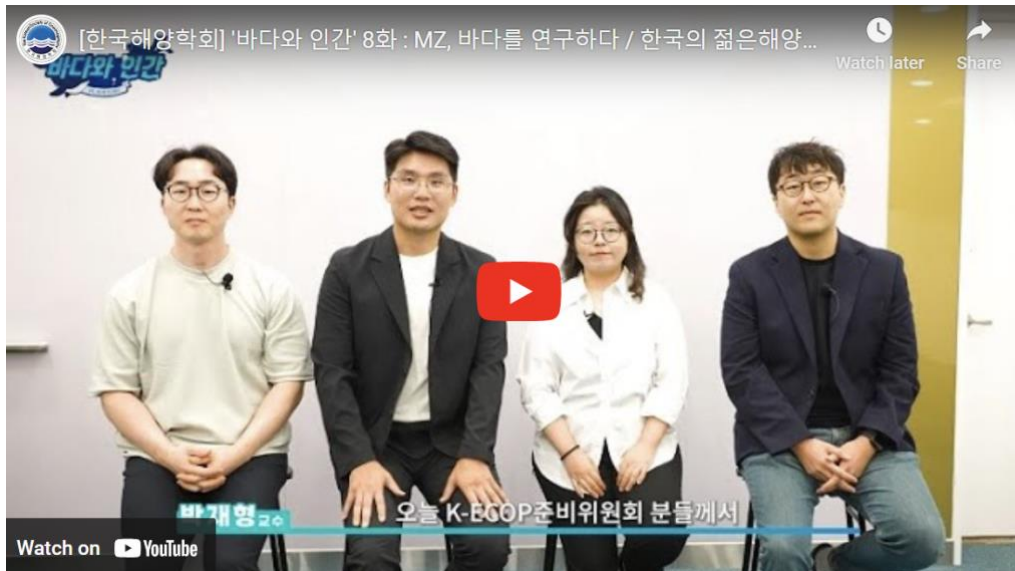 [한국해양학회] '바다와 인간' 8화 : MZ, 바다를 연구하다 / 한국의 젊은해양...
Watch later
Share
바다와 인간
박재형교수
오늘 K-ECOP준비위원회 분들께서
Watch on YouTube